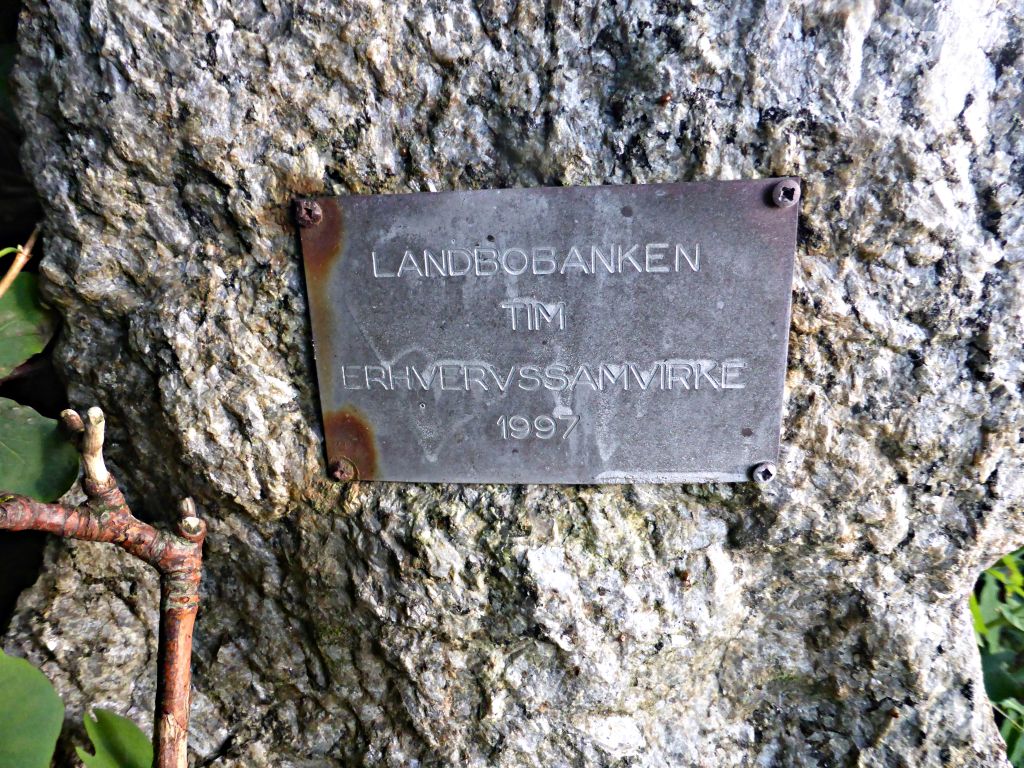 LANDBOBANKEN
TIM
ERHVERVSSAMVIRKE
1997